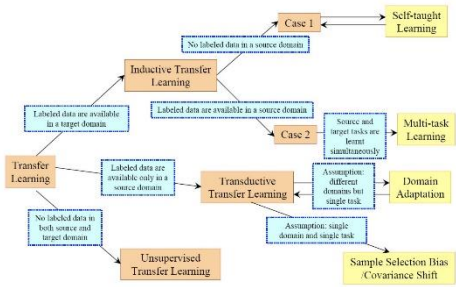 Case 1
Self-taught
Learning
No labeled data in a source domain
Inductive Transfer
Learning
Labeled data are available
in a target domain
Labeled data are available in a source domain
Case 2
Source and
target tasks are
learnt
simultaneously
Multi-task
Learning
Transfer
Learning
Labeled data are
available only in a
source domain
Transductive
Transfer Learning
Assumption:
different
domains but
single task
Domain
Adaptation
No labeled data in
both source and
target domain
Assumption: single
domain and single task
Unsupervised
Transfer Learning
Sample Selection Bias
/Covariance Shift